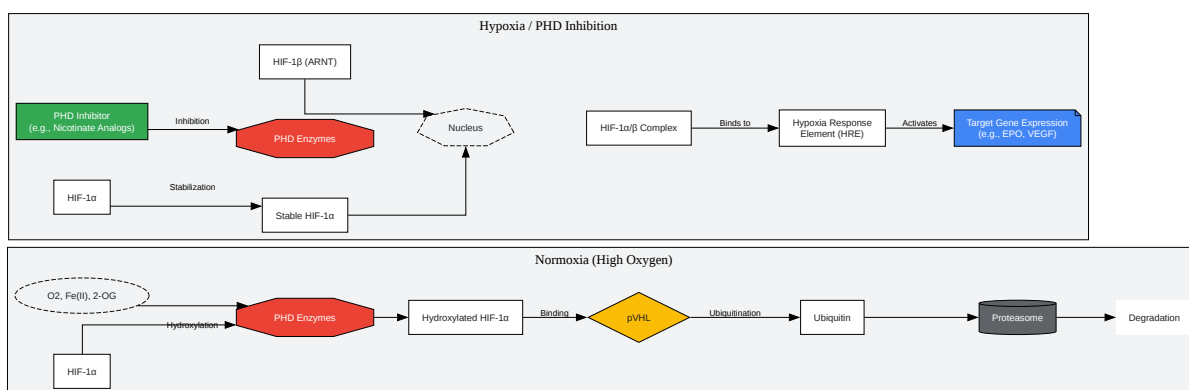 Hypoxia / PHD Inhibition
HIF-1β (ARNT)
PHD Inhibitor
(e.g., Nicotinate Analogs)
Inhibition
PHD Enzymes
Nucleus
HIF-1α/β Complex
Binds to
Hypoxia Response
Element (HRE)
Activates
Target Gene Expression
(e.g., EPO, VEGF)
HIF-1α
Stabilization
Stable HIF-1α
Normoxia (High Oxygen)
O2, Fe(II), 2-OG
Hydroxylation
HIF-1α
PHD Enzymes
Hydroxylated HIF-1α
Binding
pVHL
Ubiquitination
Ubiquitin
Proteasome
Degradation